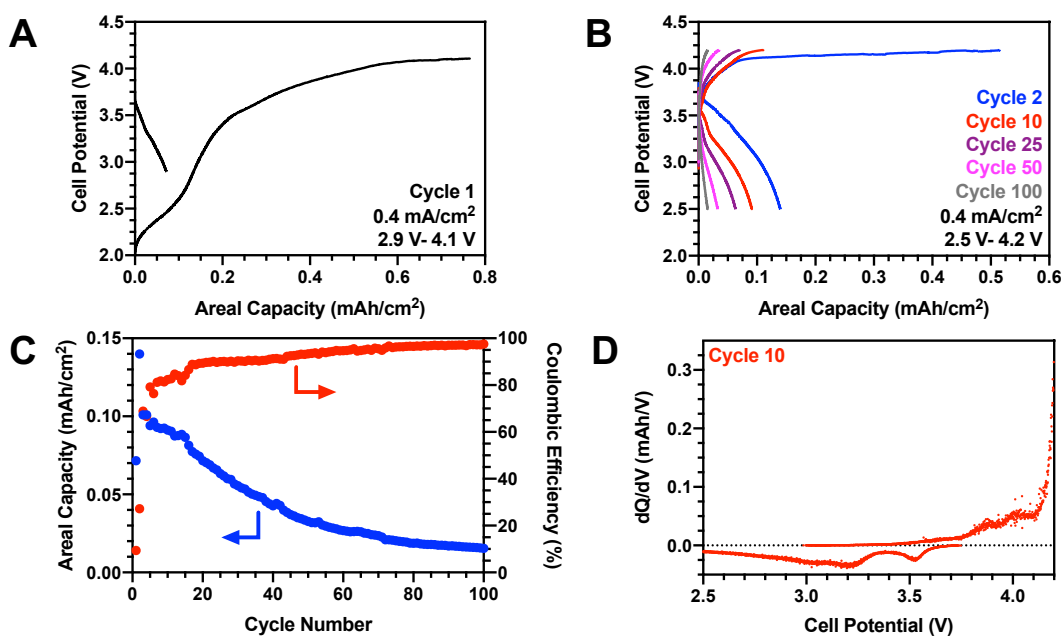 A
4.5
4.0
3.5
3.0
2.5
2.0
Cell Potential (V)
Cycle 1
0.4 mA/cm²
2.9 V- 4.1 V
0.0
0.2
0.4
0.6
0.8
Areal Capacity (mAh/cm²)
B
4.5
4.0
3.5
3.0
2.5
2.0
Cell Potential (V)
Cycle 2
Cycle 10
Cycle 25
Cycle 50
Cycle 100
0.4 mA/cm²
2.5 V- 4.2 V
0.0
0.1
0.2
0.3
0.4
0.5
0.6
Areal Capacity (mAh/cm²)
C
0.15
0.10
0.05
0.00
Areal Capacity (mAh/cm²)
100
80
60
40
20
0
Coulombic Efficiency (%)
0
20
40
60
80
100
Cycle Number
D
Cycle 10
0.3
0.2
0.1
0.0
dQ/dV (mAh/V)
2.5
3.0
3.5
4.0
Cell Potential (V)